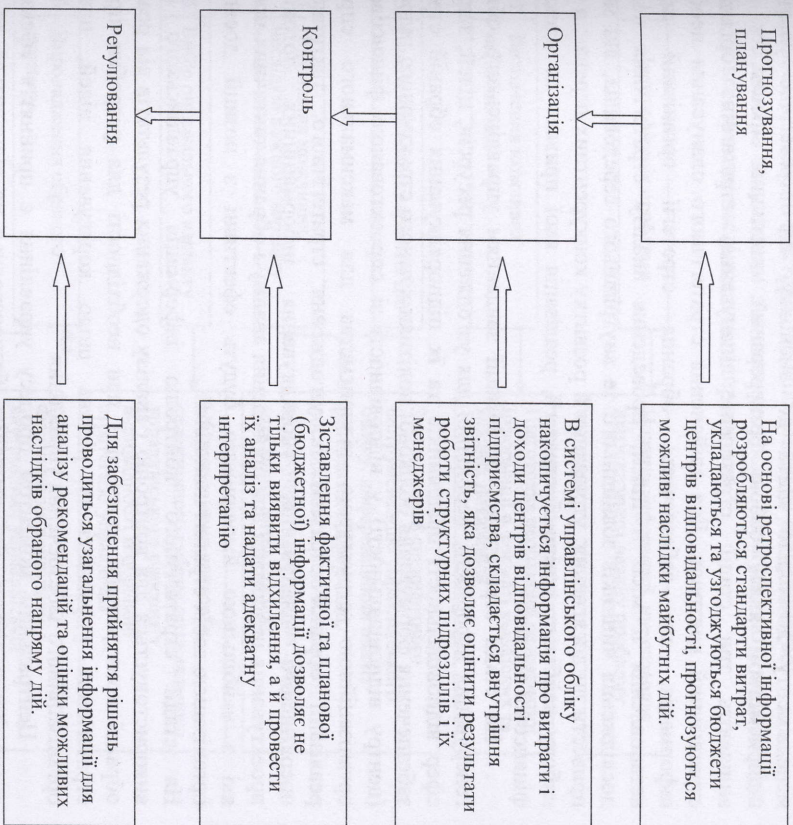 Прогнозування,
планування
На основі ретроспективної інформації
розробляються стандарти витрат,
укладаються та узгоджуються бюджети
центрів відповідальності, прогнозуються
можливі наслідки майбутніх дій.
Організація
В системі управлінського обліку
накопичується інформація про витрати і
доходи центрів відповідальності
підприємства, складається внутрішня
звітність, яка дозволяє оцінити результати
роботи структурних підрозділів і їх
менеджерів
Контроль
Зіставлення фактичної та планової
(бюджетної) інформації дозволяє не
тільки виявити відхилення, а й провести
їх аналіз та надати адекватну
інтерпретацію
Регулювання
Для забезпечення прийняття рішень
проводиться узагальнення інформації для
аналізу рекомендацій та оцінки можливих
наслідків обраного напряму дій.